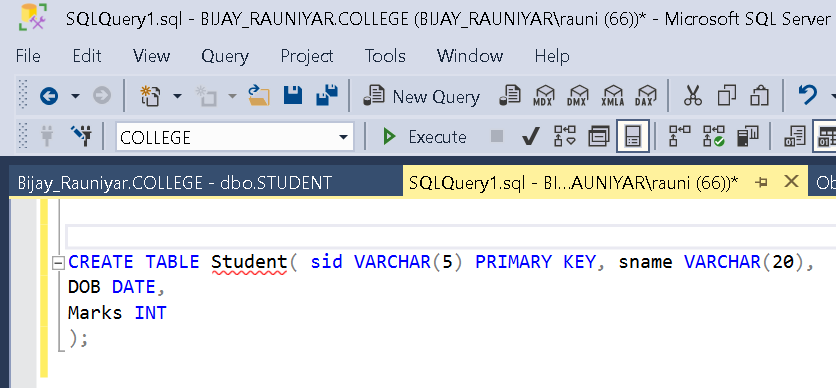 SQLQuery1.sql - BIJAY_RAUNIYAR.COLLEGE (BIJAY_RAUNIYAR\rauni (66))* - Microsoft SQL Server
File Edit View Query Project Tools Window Help
New Query MDX DMX XMLA DAX
COLLEGE Execute
Bijay_Rauniyar.COLLEGE - dbo.STUDENT SQLQuery1.sql - BI...AUNIYAR\rauni (66))* Ob
CREATE TABLE Student( sid VARCHAR(5) PRIMARY KEY, sname VARCHAR(20),
DOB DATE,
Marks INT
);